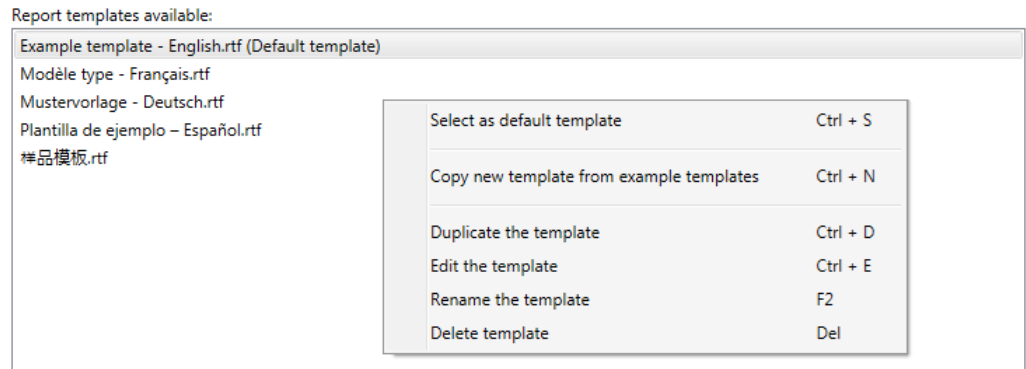 Report templates available:
Example template - English.rtf (Default template)
Modèle type - Français.rtf
Mustervorlage - Deutsch.rtf
Plantilla de ejemplo – Español.rtf
样品模板.rtf
Select as default template Ctrl + S
Copy new template from example templates Ctrl + N
Duplicate the template Ctrl + D
Edit the template Ctrl + E
Rename the template F2
Delete template Del